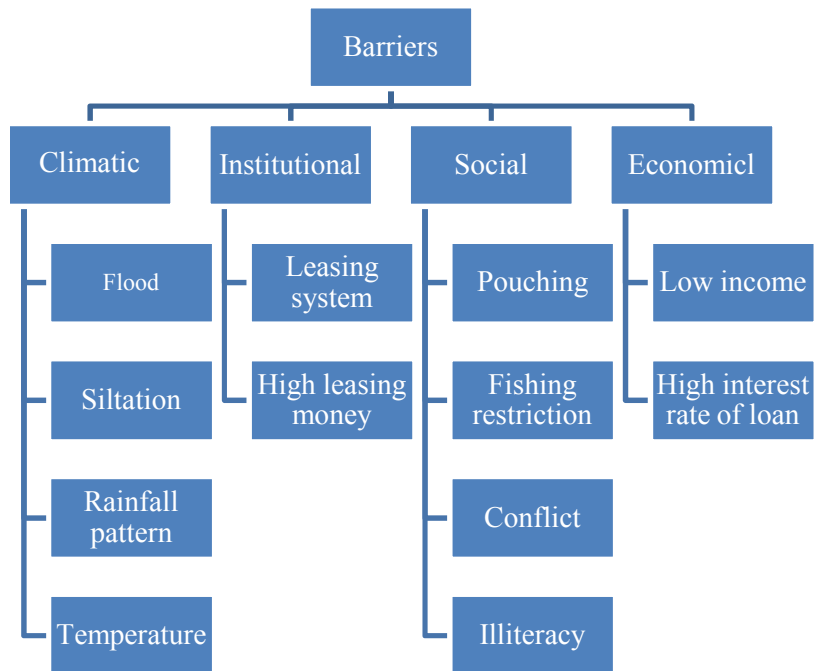 Barriers
Climatic
Institutional
Social
Economicl
Flood
Siltation
Rainfall
pattern
Temperature
Leasing
system
High leasing
money
Pouching
Fishing
restriction
Conflict
Illiteracy
Low income
High interest
rate of loan